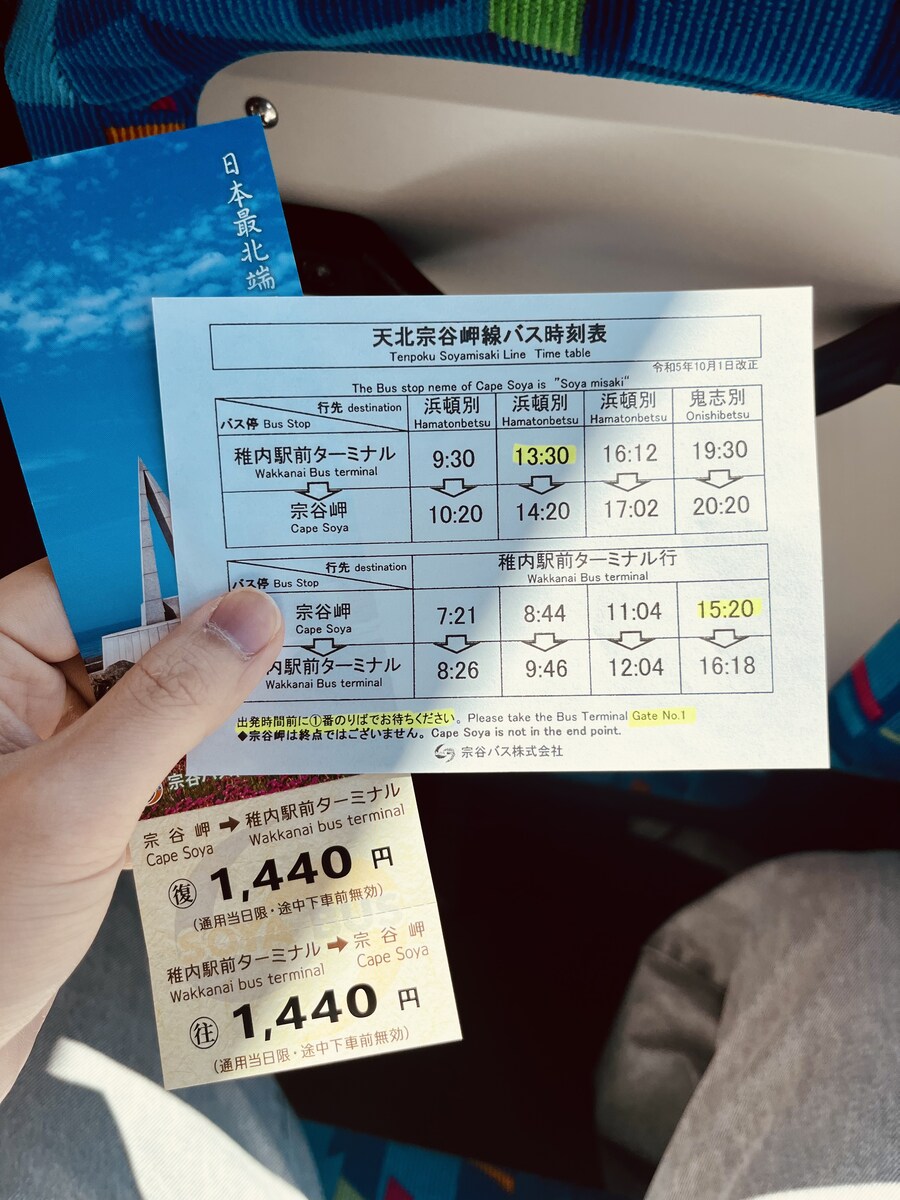 日本最北端
天北宗谷岬線バス時刻表
Tenpoku Soyamisaki Line Time table
令和5年10月1日改正
The Bus stop neme of Cape Soya is "Soya misaki"
行先 destination 浜頓別 浜頓別 浜頓別 鬼志別
バス停 Bus Stop Hamatonbetsu Hamatonbetsu Hamatonbetsu Onishibetsu
稚内駅前ターミナル 9:30 13:30 16:12 19:30
Wakkanai Bus terminal
宗谷岬 10:20 14:20 17:02 20:20
Cape Soya
行先 destination 稚内駅前ターミナル行
バス停 Bus Stop Wakkanai Bus terminal
宗谷岬 7:21 8:44 11:04 15:20
Cape Soya
内駅前ターミナル 8:26 9:46 12:04 16:18
Wakkanai Bus terminal
出発時間前に①番のりばでお待ちください。Please take the Bus Terminal Gate No.1
◆宗谷岬は終点ではございません。Cape Soya is not in the end point.
宗谷バス株式会社
宗谷
宗谷岬 ➡ 稚内駅前ターミナル
Cape Soya Wakkanai bus terminal
㊝復 1,440円
(通用当日限・途中下車前無効)
稚内駅前ターミナル ➡ 宗谷岬
Wakkanai bus terminal Cape Soya
往 1,440円
(通用当日限・途中下車前無効)